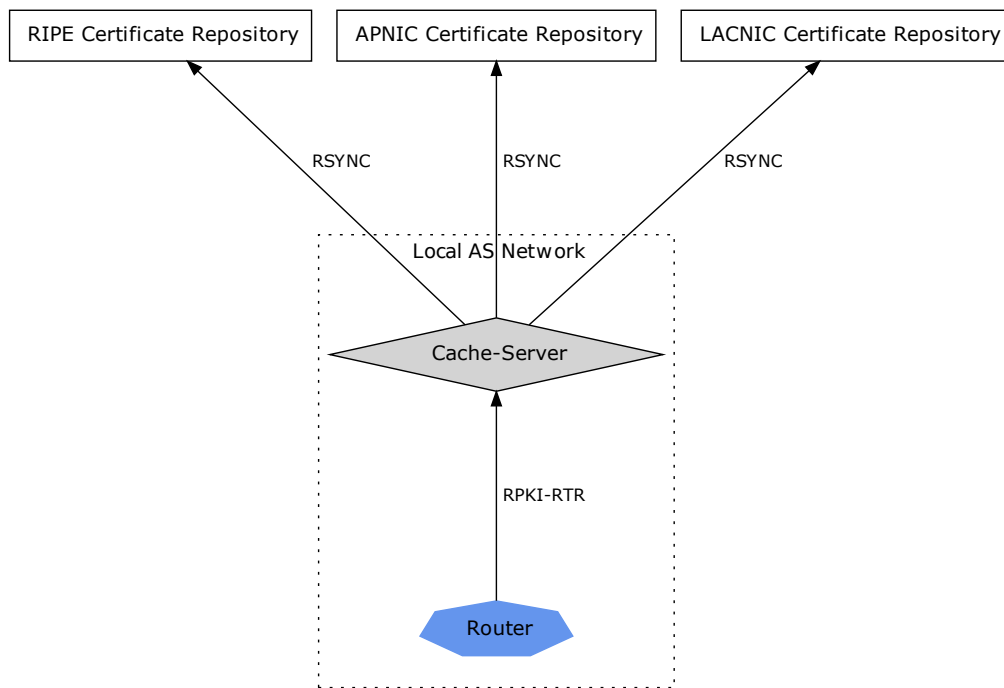 RIPE Certificate Repository
APNIC Certificate Repository
LACNIC Certificate Repository
RSYNC
RSYNC
RSYNC
Local AS Network
Cache-Server
RPKI-RTR
Router